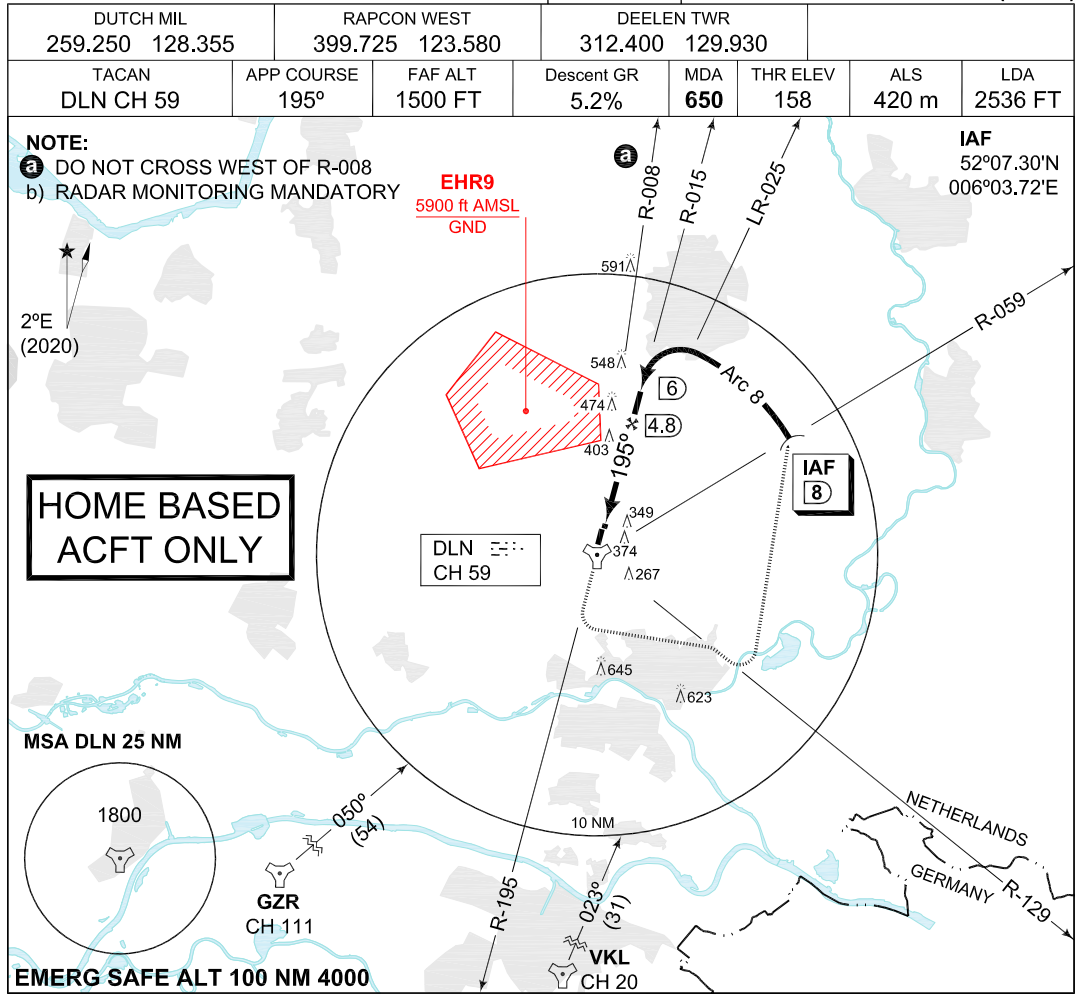 DUTCH MIL
259.250 128.355
RAPCON WEST
399.725 123.580
DEELEN TWR
312.400 129.930
TACAN
DLN CH 59
APP COURSE
195º
FAF ALT
1500 FT
Descent GR
5.2%
MDA
650
THR ELEV
158
ALS
420 m
LDA
2536 FT
NOTE:
a DO NOT CROSS WEST OF R-008
b) RADAR MONITORING MANDATORY
EHR9
5900 ft AMSL
GND
a
R-008
R-015
LR-025
IAF
52º07.30'N
006º03.72'E
2ºE
(2020)
591
R-059
548
Arc 8
6
474
4.8
403
195º
IAF
8
HOME BASED
ACFT ONLY
349
374
267
DLN
CH 59
645
623
MSA DLN 25 NM
1800
050º
(54)
GZR
CH 111
10 NM
R-195
023º
(31)
VKL
CH 20
NETHERLANDS
GERMANY
R-129
EMERG SAFE ALT 100 NM 4000